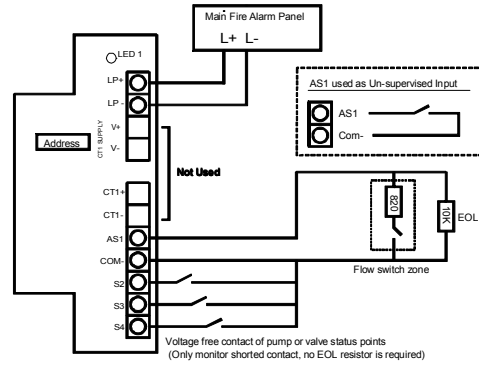 Main Fire Alarm Panel
L+ L-
LED 1
LP+
LP -
V+
V-
CT1 SUPPLY
Address
Not Used
CT1+
CT1-
AS1
COM-
S2
S3
S4
AS1 used as Un-supervised Input
AS1
Com-
820
10K
EOL
Flow switch zone
Voltage free contact of pump or valve status points
(Only monitor shorted contact, no EOL resistor is required)